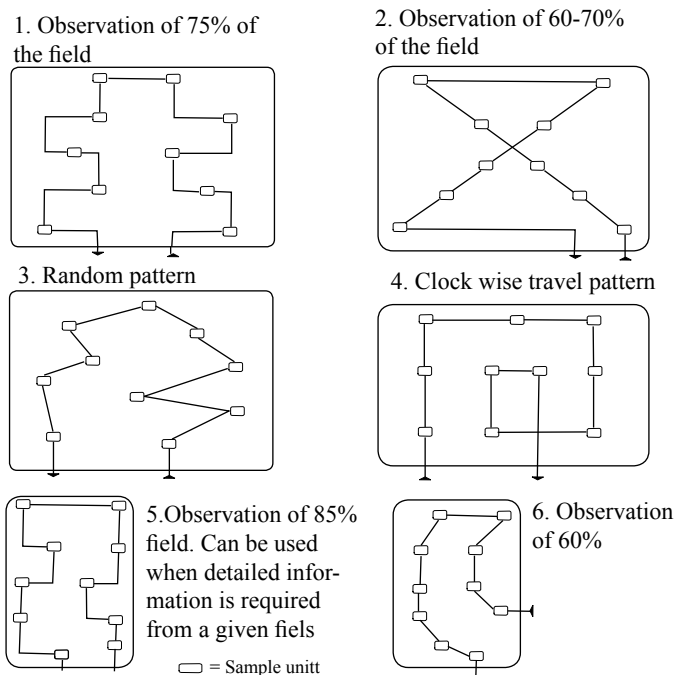 1. Observation of 75% of
the field
2. Observation of 60-70%
of the field
3. Random pattern
4. Clock wise travel pattern
5.Observation of 85%
field. Can be used
when detailed infor-
mation is required
from a given fiels
6. Observation
of 60%
= Sample unitt